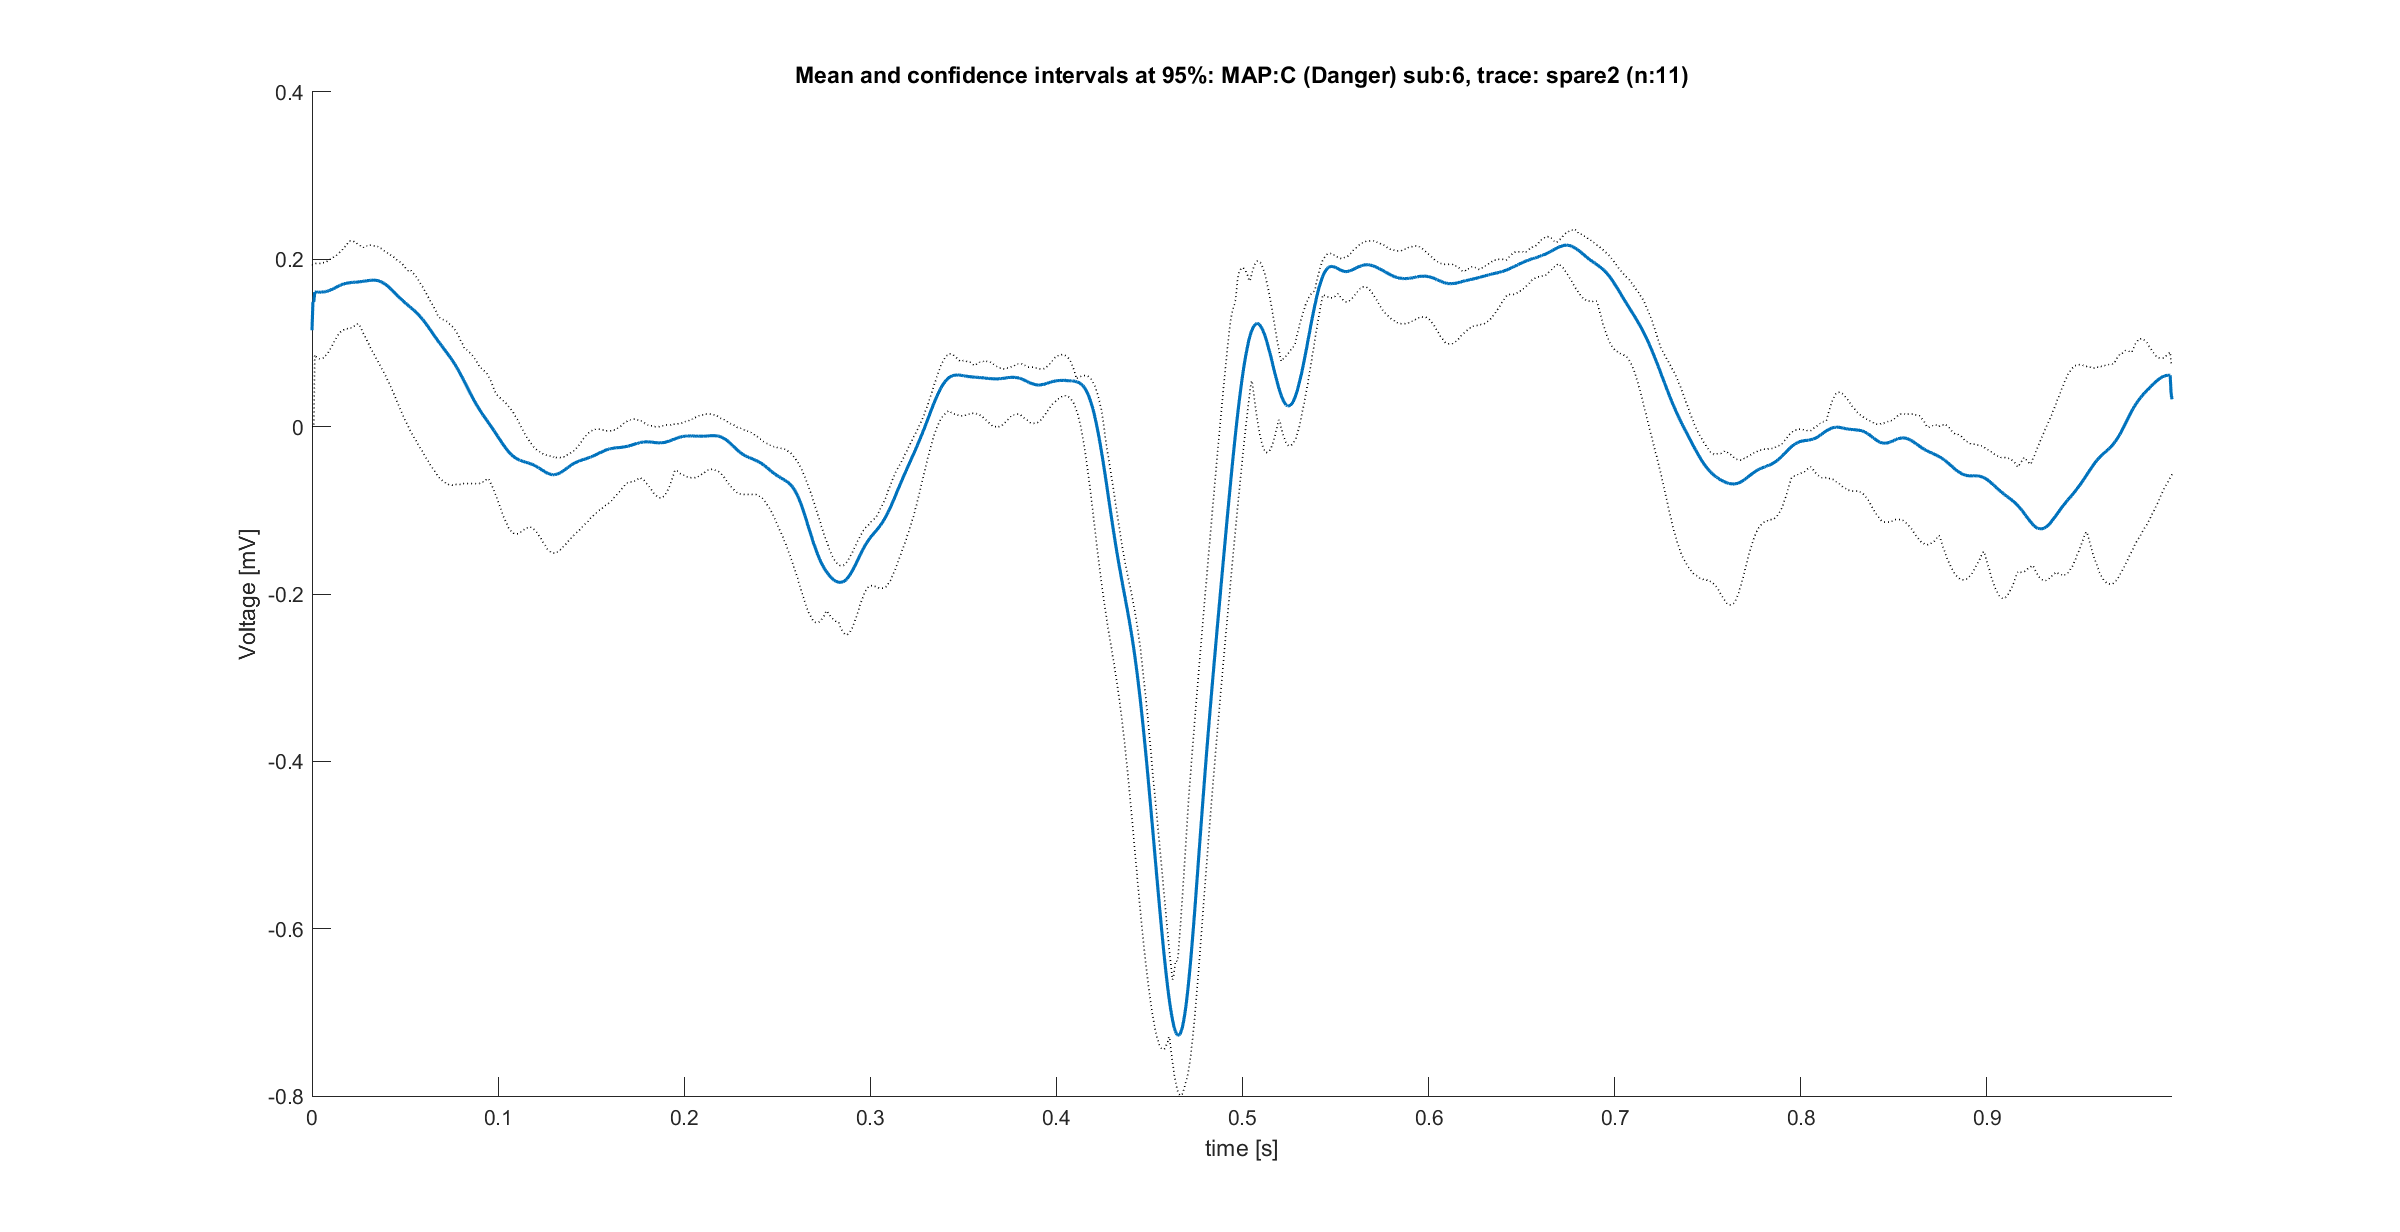 Mean and confidence intervals at 95%: MAP:C (Danger) sub:6, trace: spare2 (n:11)
0.4
0.2
0
-0.2
-0.4
-0.6
-0.8
Voltage [mV]
0 0.1 0.2 0.3 0.4 0.5 0.6 0.7 0.8 0.9
time [s]